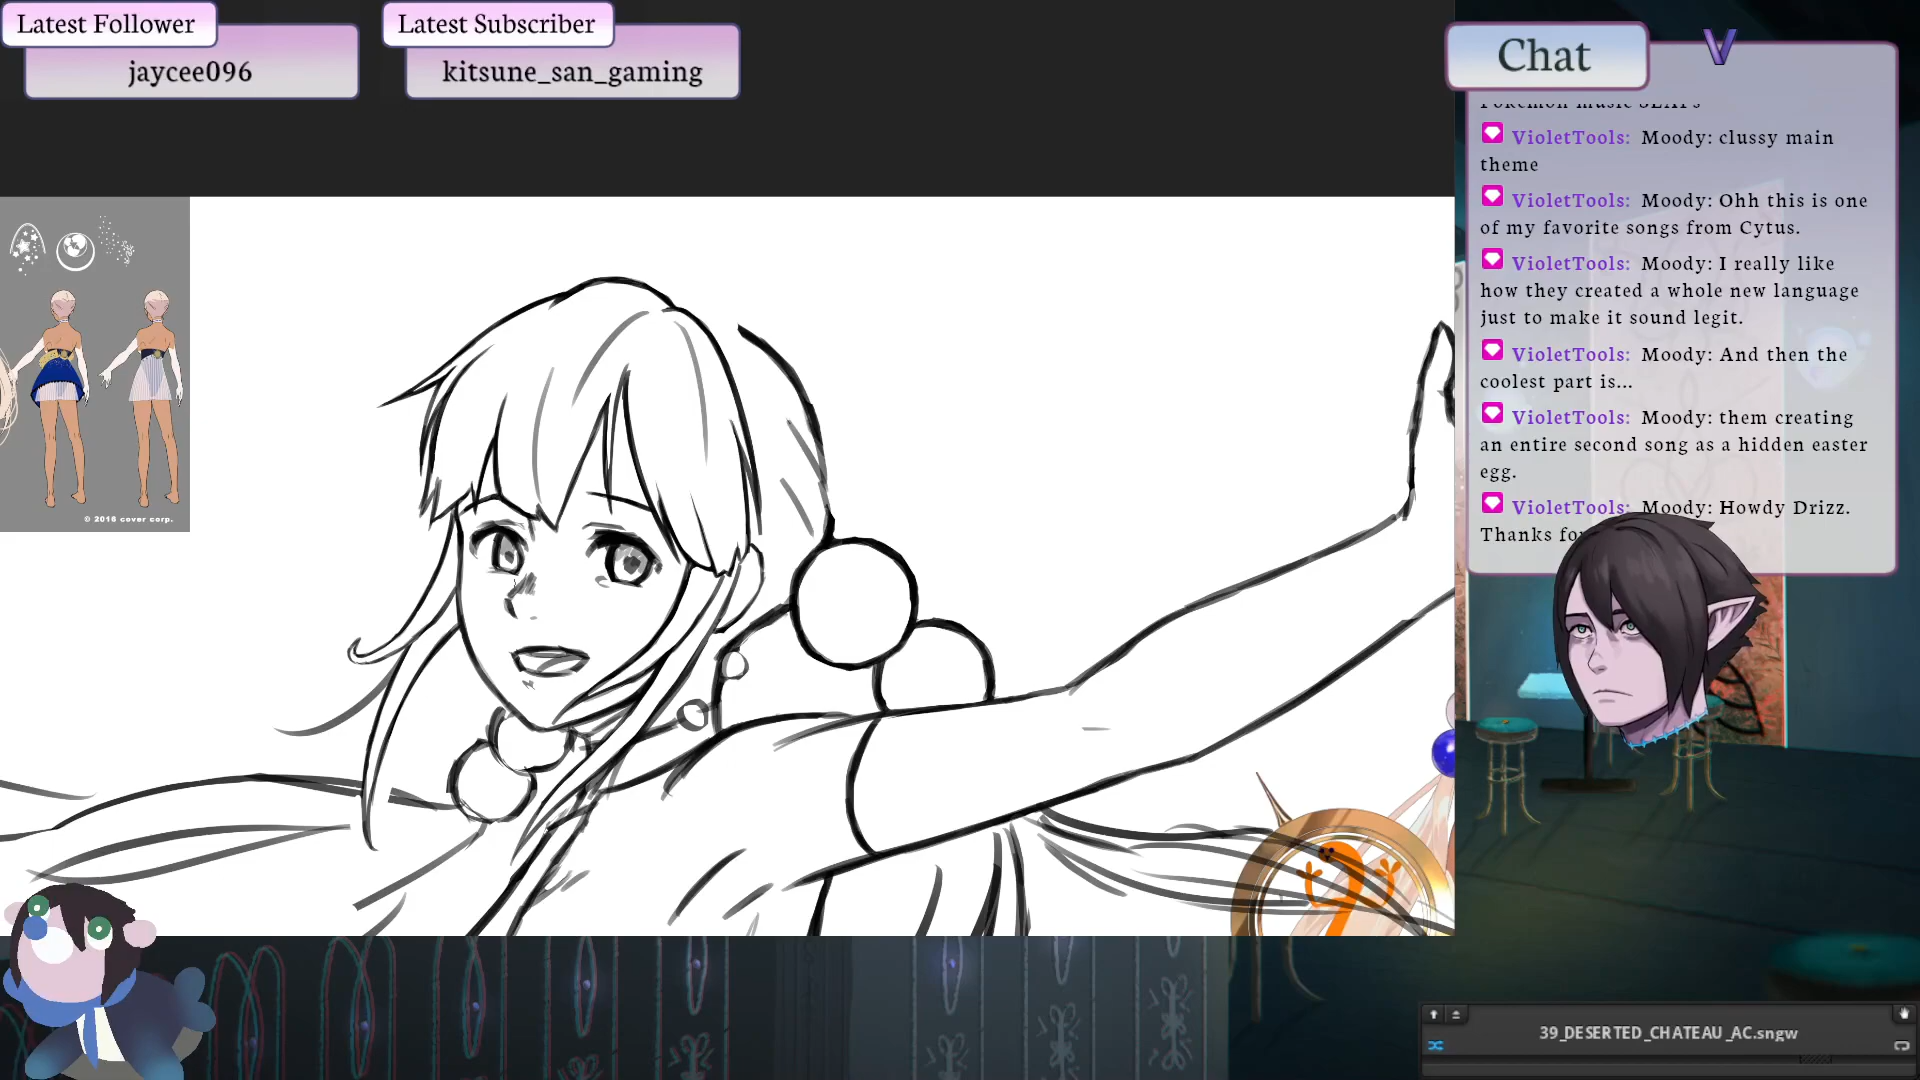 Latest Follower
jaycee096
Latest Subscriber
kitsune_san_gaming
Chat
VioletTools: Moody: clussy main
theme
VioletTools: Moody: Ohh this is one
of my favorite songs from Cytus.
VioletTools: Moody: I really like
how they created a whole new language
just to make it sound legit.
VioletTools: Moody: And then the
coolest part is...
VioletTools: Moody: them creating
an entire second song as a hidden easter
egg.
VioletTools: Moody: Howdy Drizz.
Thanks
© 2016 cover corp.
39_DESERTED_CHATEAU_AC.sngw